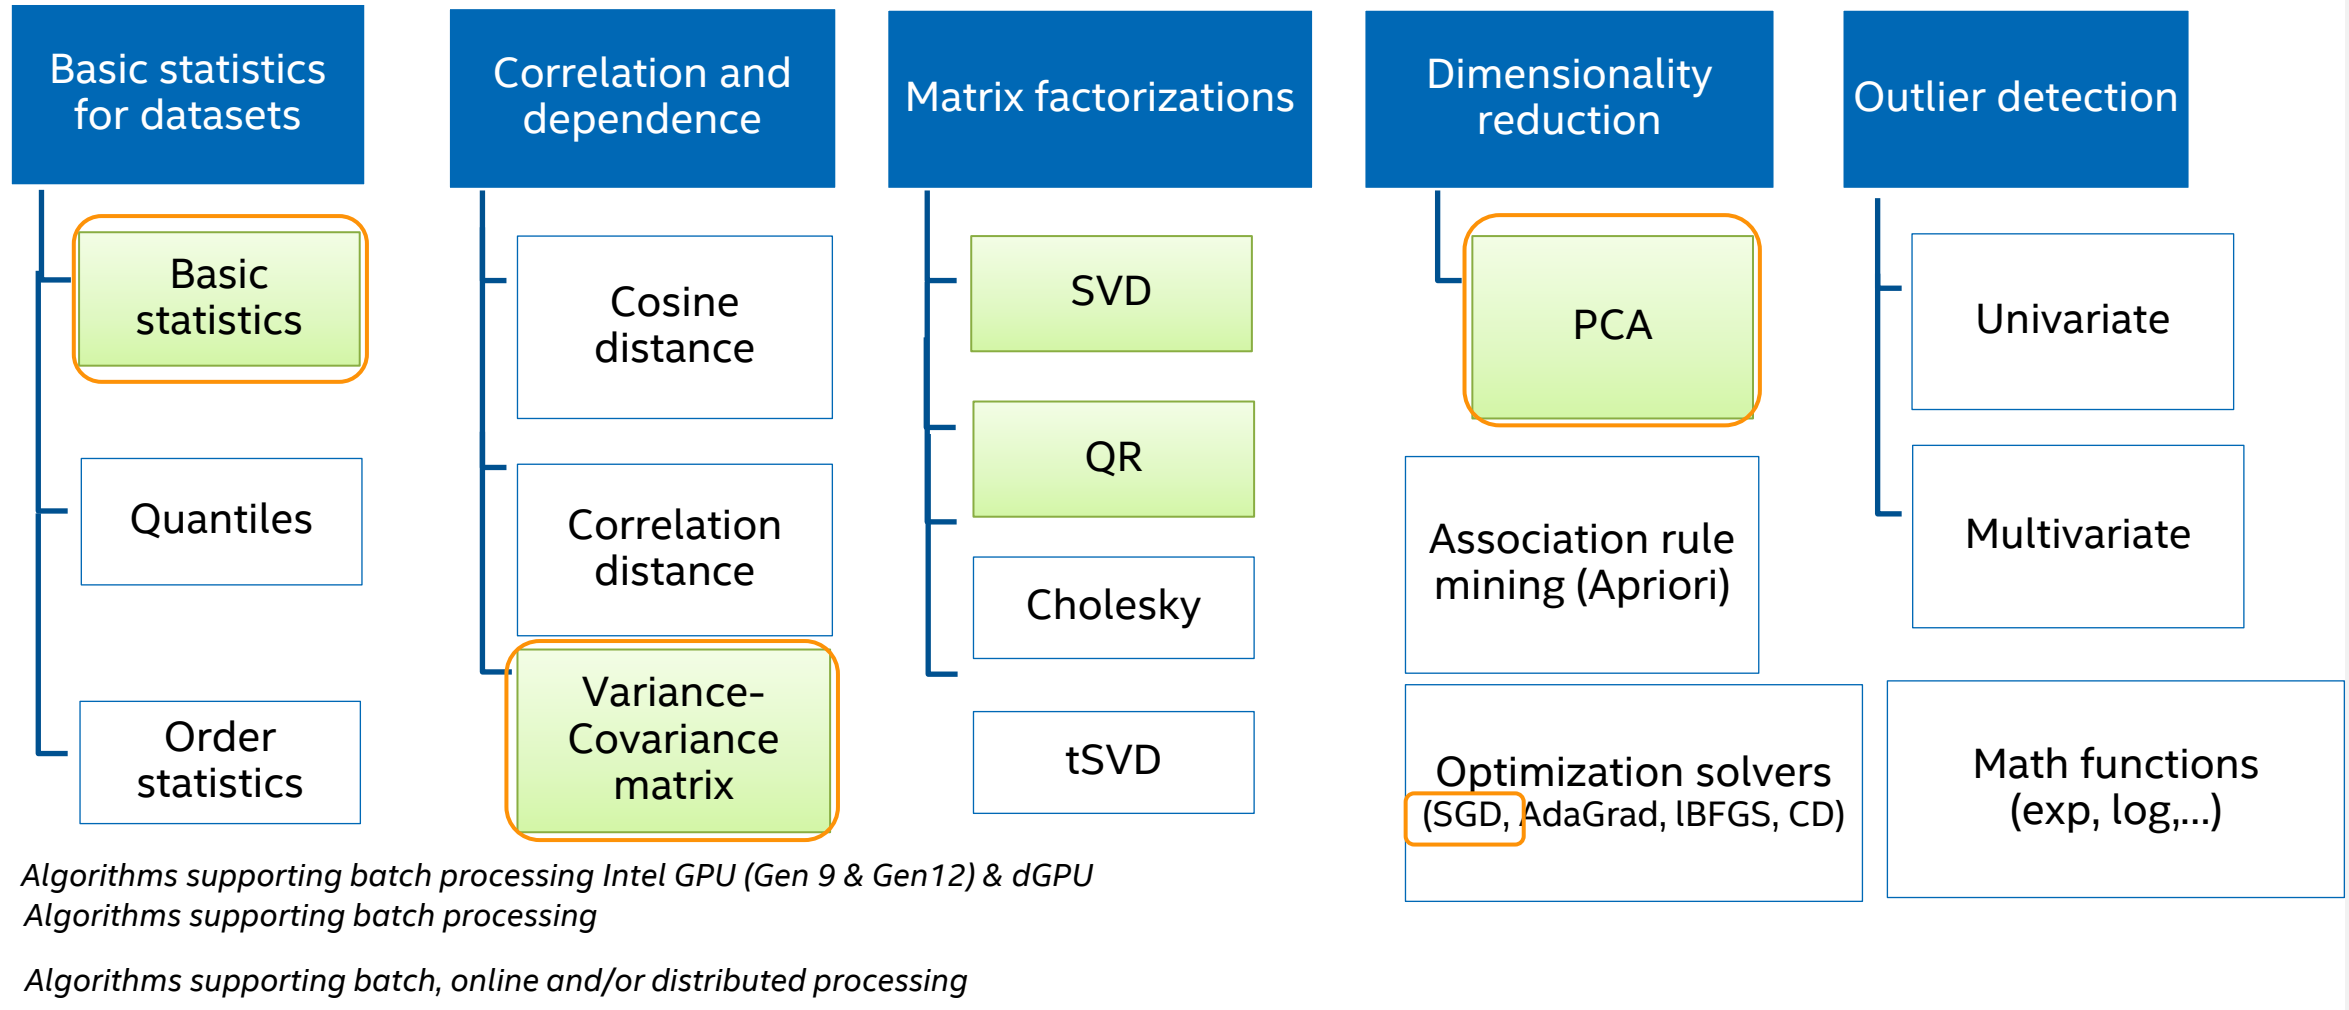 Basic statistics
for datasets
Correlation and
dependence
Matrix factorizations
Dimensionality
reduction
Outlier detection
Basic
statistics
Quantiles
Order
statistics
Cosine
distance
Correlation
distance
Variance-
Covariance
matrix
SVD
QR
Cholesky
tSVD
PCA
Association rule
mining (Apriori)
Optimization solvers
(SGD, AdaGrad, lBFGS, CD)
Univariate
Multivariate
Math functions
(exp, log,...)
Algorithms supporting batch processing Intel GPU (Gen 9 & Gen12) & dGPU
Algorithms supporting batch processing
Algorithms supporting batch, online and/or distributed processing